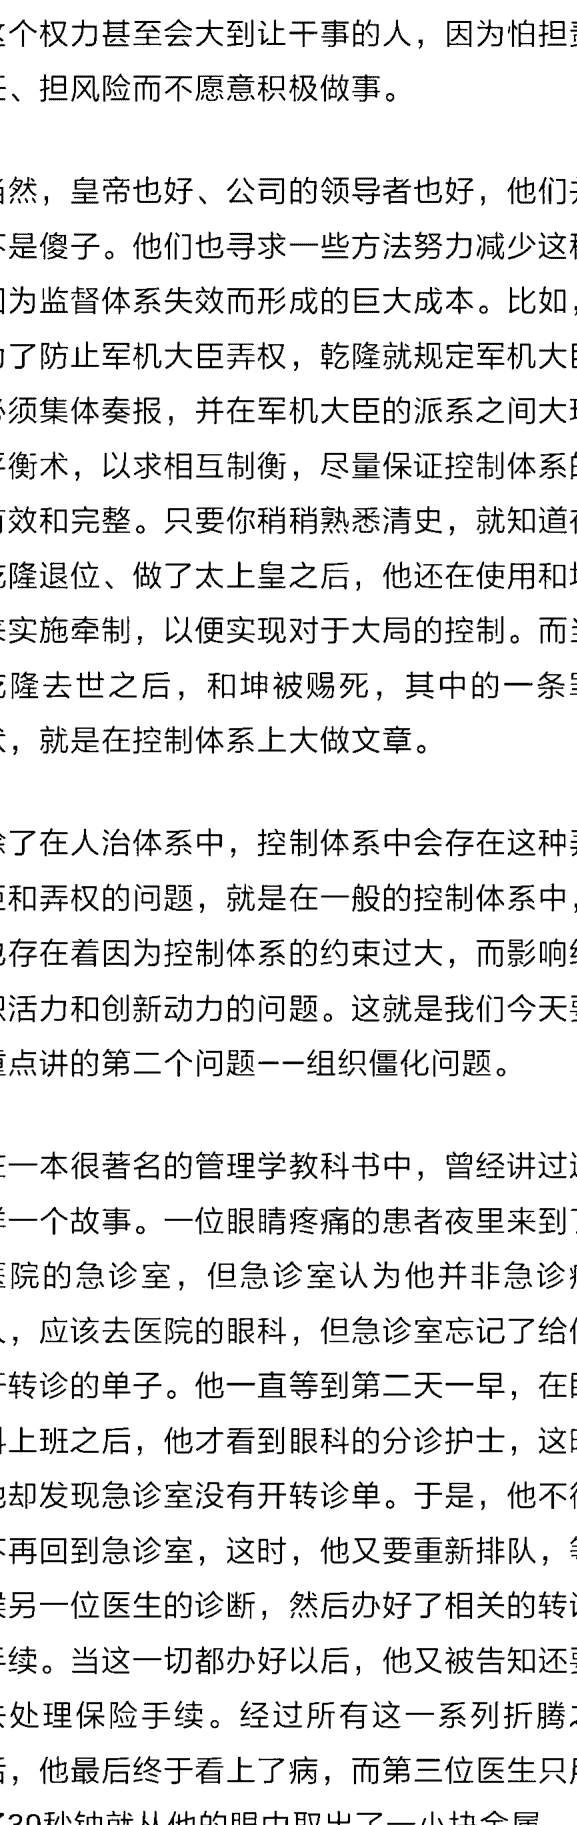 这个权力甚至会大到让干事的人，因为怕担责
任、担风险而不愿意积极做事。
当然，皇帝也好、公司的领导者也好，他们并
不是傻子。他们也寻求一些方法努力减少这种
因为监督体系失效而形成的巨大成本。比如，
为了防止军机大臣弄权，乾隆就规定军机大臣
必须集体奏报，并在军机大臣的派系之间大玩
平衡术，以求相互制衡，尽量保证控制体系的
有效和完整。只要你稍稍熟悉清史，就知道在
乾隆退位、做了太上皇之后，他还在使用和坤
来实施牵制，以便实现对于大局的控制。而当
乾隆去世之后，和坤被赐死，其中的一条罪
状，就是在控制体系上大做文章。
除了在人治体系中，控制体系中会存在这种弄
臣和弄权的问题，就是在一般的控制体系中，
也存在着因为控制体系的约束过大，而影响组
织活力和创新动力的问题。这就是我们今天要
重点讲的第二个问题——组织僵化问题。
在一本很著名的管理学教科书中，曾经讲过这
样一个故事。一位眼睛疼痛的患者夜里来到了
医院的急诊室，但急诊室认为他并非急诊病
人，应该去医院的眼科，但急诊室忘记了给他
开转诊的单子。他一直等到第二天一早，在眼
科上班之后，他才看到眼科的分诊护士，这时
他却发现急诊室没有开转诊单。于是，他不得
不再回到急诊室，这时，他又要重新排队，等
候另一位医生的诊断，然后办好了相关的转诊
手续。当这一切都办好以后，他又被告知还要
去处理保险手续。经过所有这一系列折腾之
后，他最后终于看上了病，而第三位医生只用
了30秒钟就从他的眼中取出了一小块金属